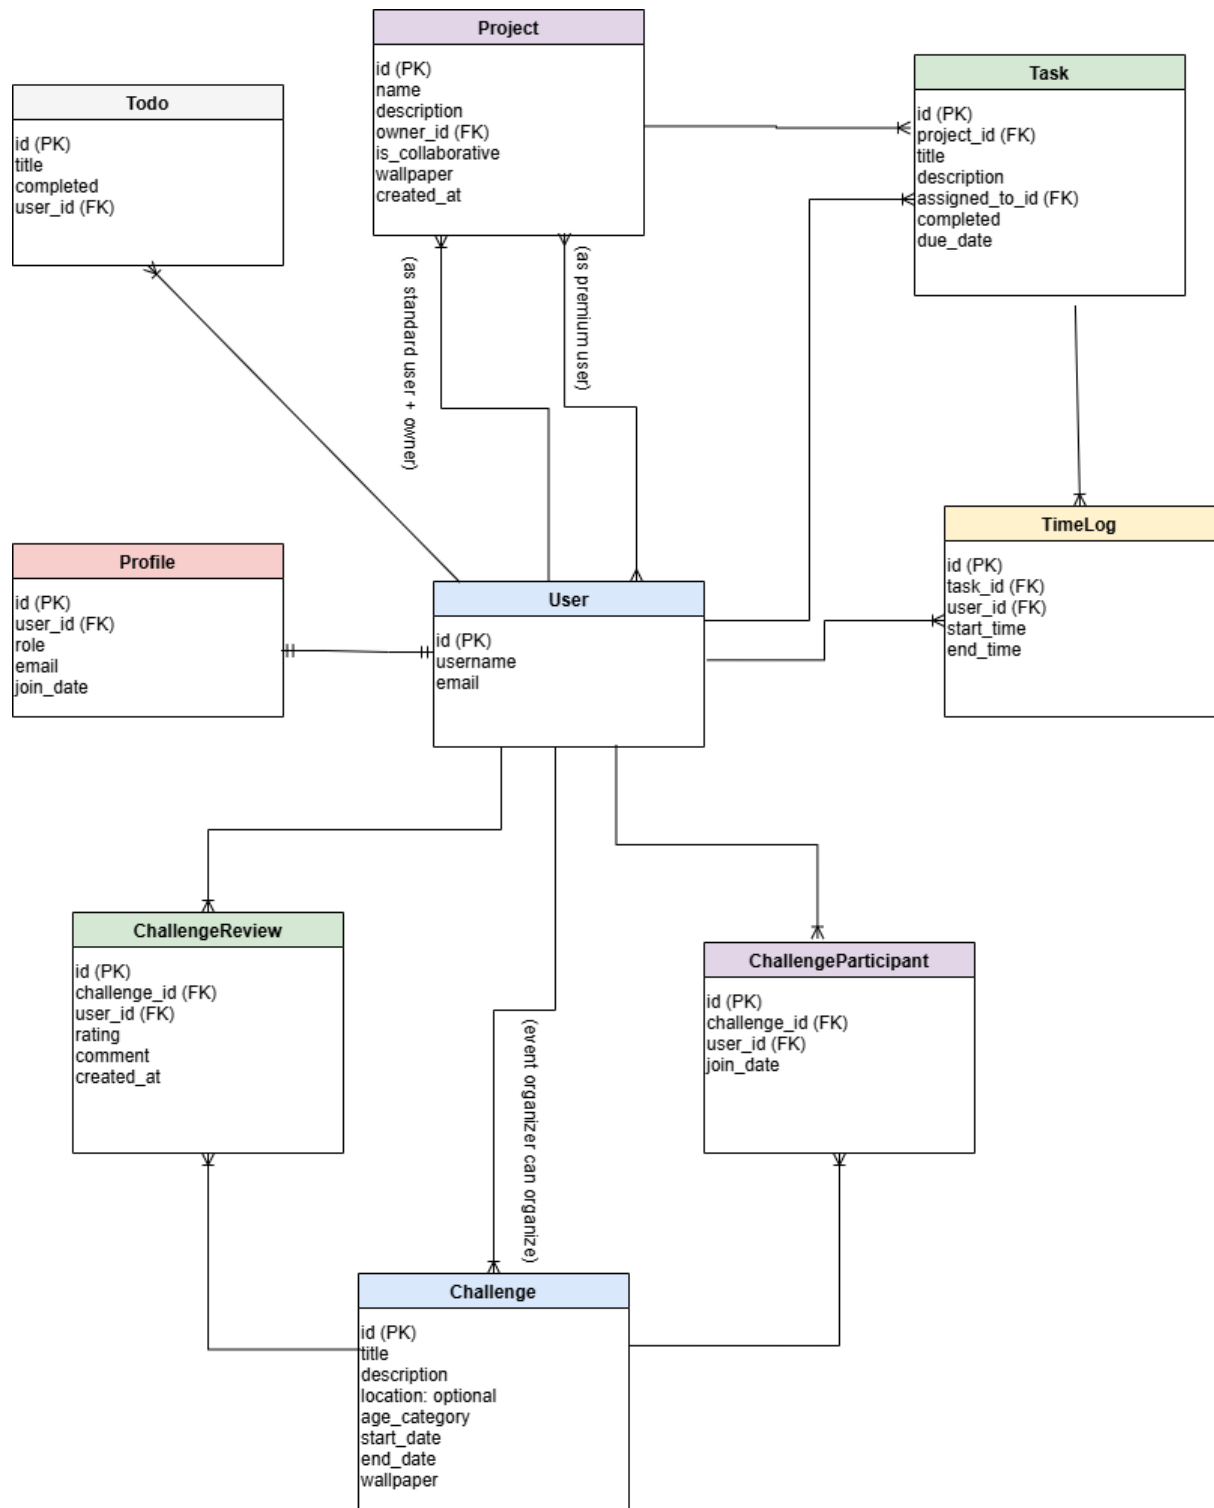 Project
id (PK)
name
description
owner_id (FK)
is_collaborative
wallpaper
created_at
Task
id (PK)
project_id (FK)
title
description
assigned_to_id (FK)
completed
due_date
Todo
id (PK)
title
completed
user_id (FK)
(as standard user + owner)
(as premium user)
TimeLog
id (PK)
task_id (FK)
user_id (FK)
start_time
end_time
Profile
id (PK)
user_id (FK)
role
email
join_date
User
id (PK)
username
email
ChallengeReview
id (PK)
challenge_id (FK)
user_id (FK)
rating
comment
created_at
(event organizer can organize)
ChallengeParticipant
id (PK)
challenge_id (FK)
user_id (FK)
join_date
Challenge
id (PK)
title
description
location: optional
age_category
start_date
end_date
wallpaper